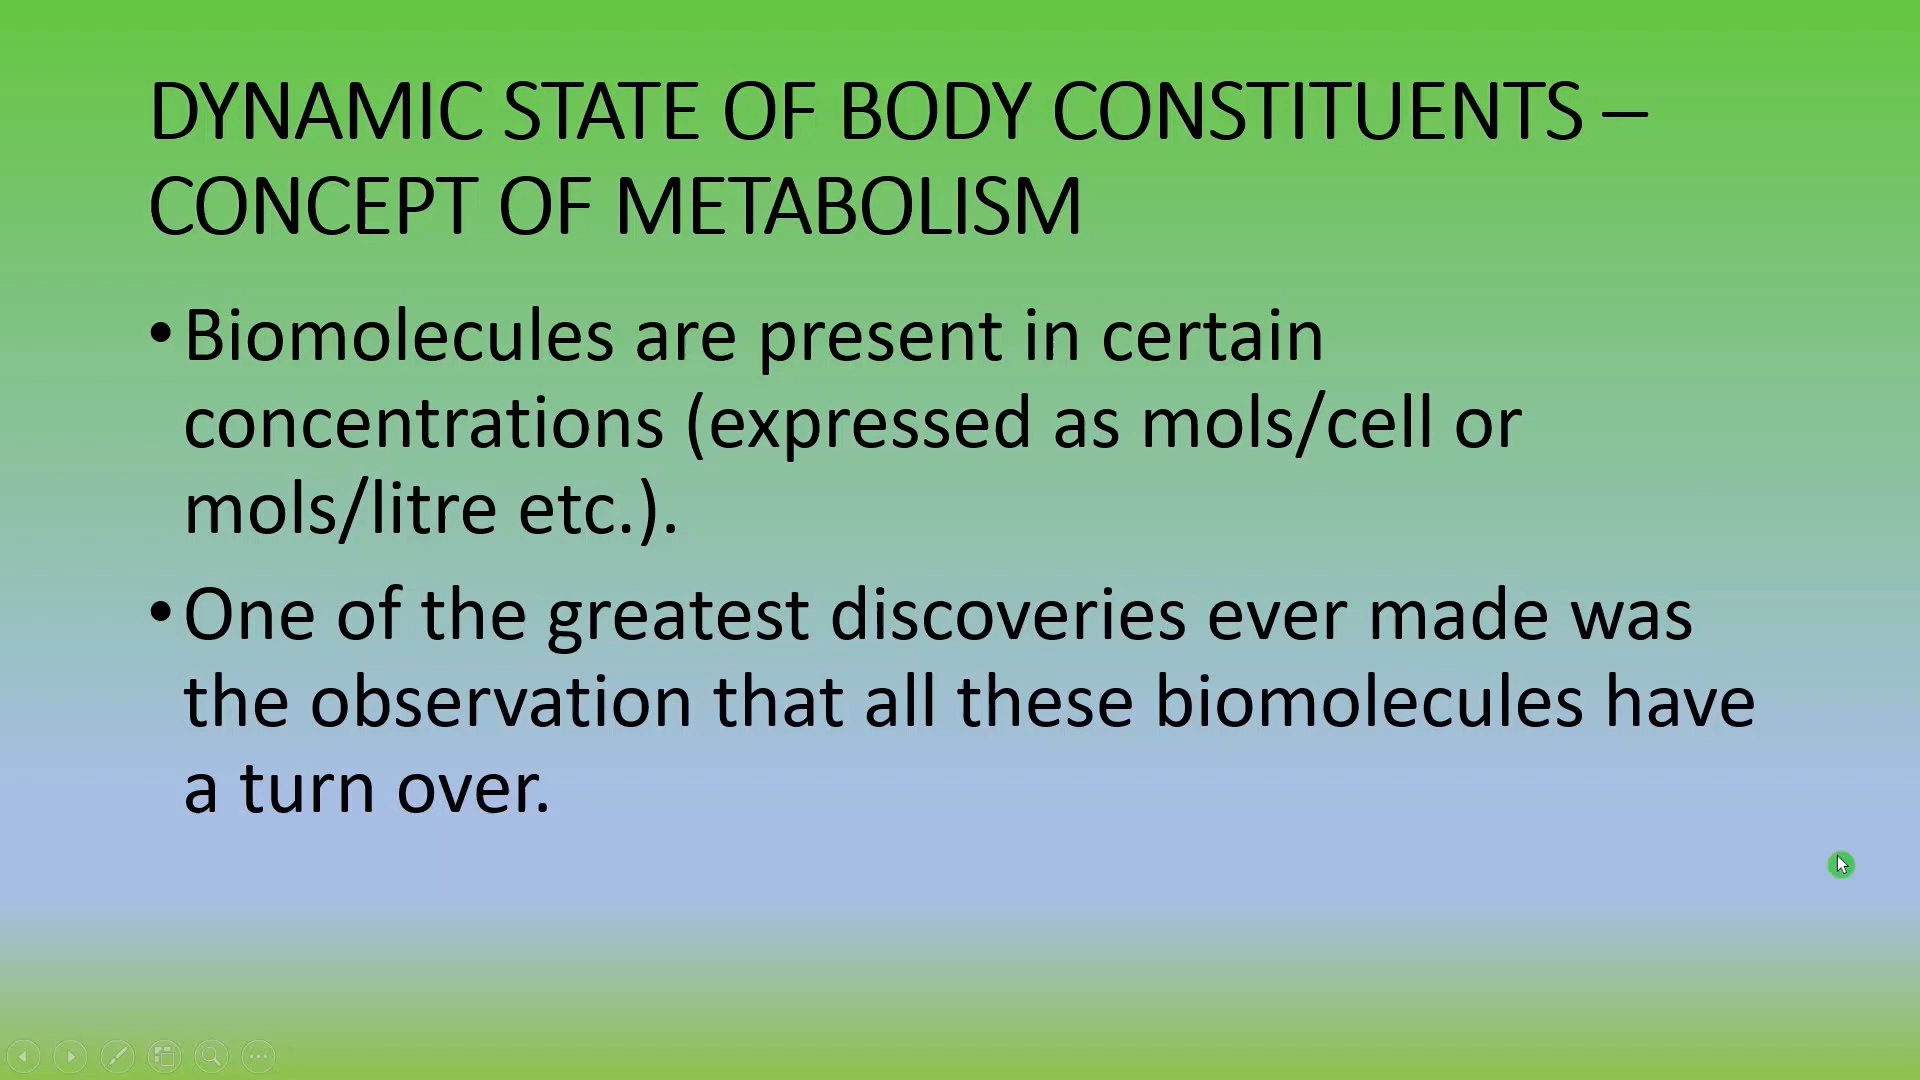 DYNAMIC STATE OF BODY CONSTITUENTS –
CONCEPT OF METABOLISM
•Biomolecules are present in certain
concentrations (expressed as mols/cell or
mols/litre etc.).
•One of the greatest discoveries ever made was
the observation that all these biomolecules have
a turn over.